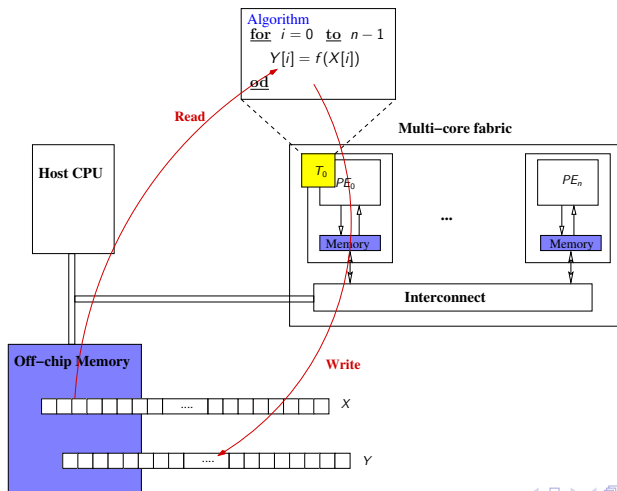 Algorithm
for i = 0 to n − 1
Y[i] = f(X[i])
od
Read
Multi−core fabric
Host CPU
T0
PE0
PEn
...
Memory
Memory
Interconnect
Off−chip Memory
Write
....
X
....
Y